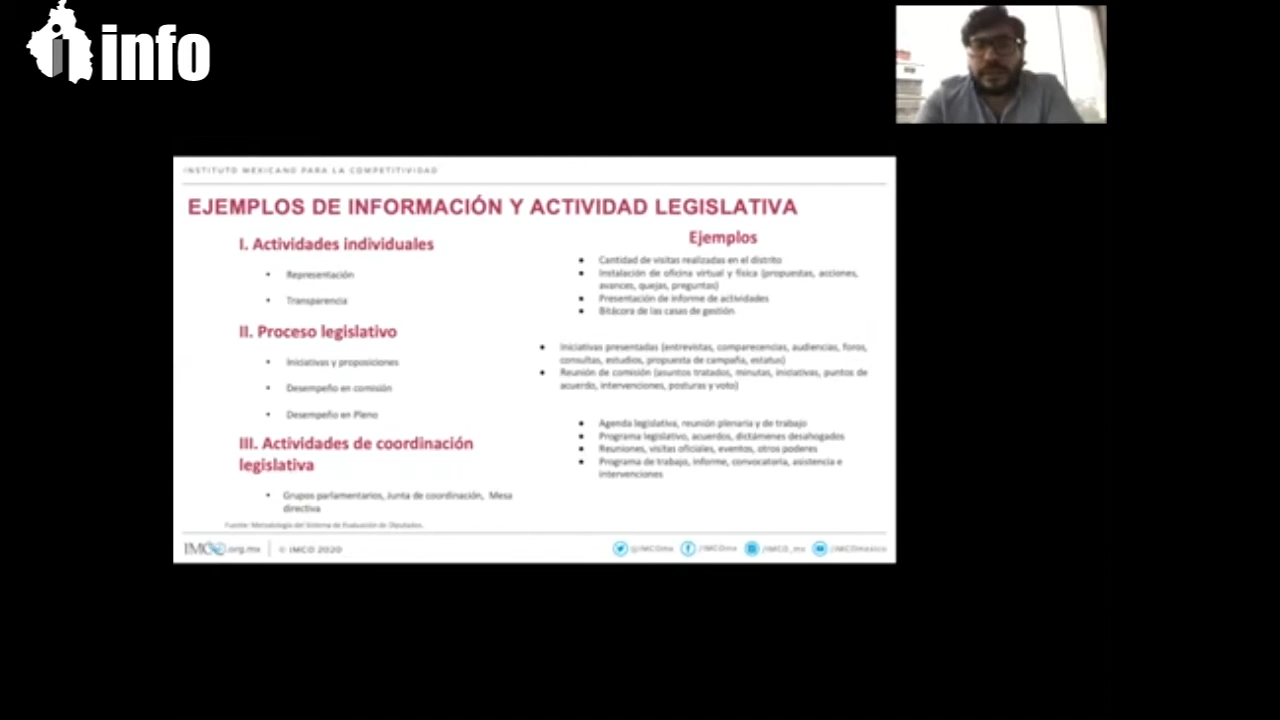 info
INSTITUTO MEXICANO PARA LA COMPETITIVIDAD
EJEMPLOS DE INFORMACIÓN Y ACTIVIDAD LEGISLATIVA
I. Actividades individuales
• Representación
• Transparencia
II. Proceso legislativo
• Iniciativas y proposiciones
• Desempeño en comisión
• Desempeño en Pleno
III. Actividades de coordinación
legislativa
• Grupos parlamentarios, Junta de coordinación, Mesa
directiva
Ejemplos
• Cantidad de visitas realizadas en el distrito
• Instalación de oficina virtual y física (propuestas, acciones,
avances, quejas, preguntas)
• Presentación de informe de actividades
• Bitácora de las casas de gestión
• Iniciativas presentadas (entrevistas, comparecencias, audiencias, foros,
consultas, estudios, propuesta de campaña, estatus)
• Reunión de comisión (asuntos tratados, minutas, iniciativas, puntos de
acuerdo, intervenciones, posturas y voto)
• Agenda legislativa, reunión plenaria y de trabajo
• Programa legislativo, acuerdos, dictámenes desahogados
• Reuniones, visitas oficiales, eventos, otros poderes
• Programa de trabajo, informe, convocatoria, asistencia e
intervenciones
Fuente: Metodología del Sistema de Evaluación de Diputados.
IMCO.org.mx | © IMCO 2020
@IMCOmx /IMCOmx /IMCO_mx /IMCOmexico